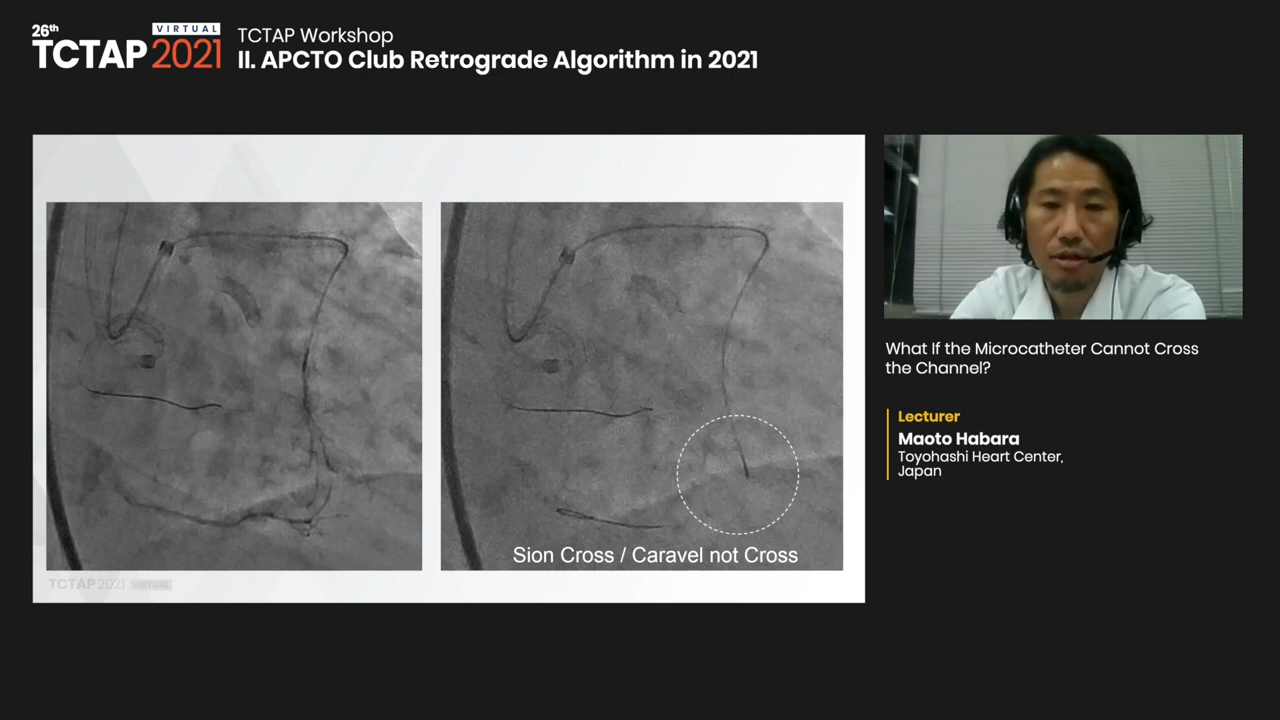 26th
VIRTUAL
TCTAP 2021
TCTAP Workshop
II. APCTO Club Retrograde Algorithm in 2021
Sion Cross / Caravel not Cross
TCTAP 2021 VIRTUAL
What If the Microcatheter Cannot Cross
the Channel?
Lecturer
Maoto Habara
Toyohashi Heart Center,
Japan